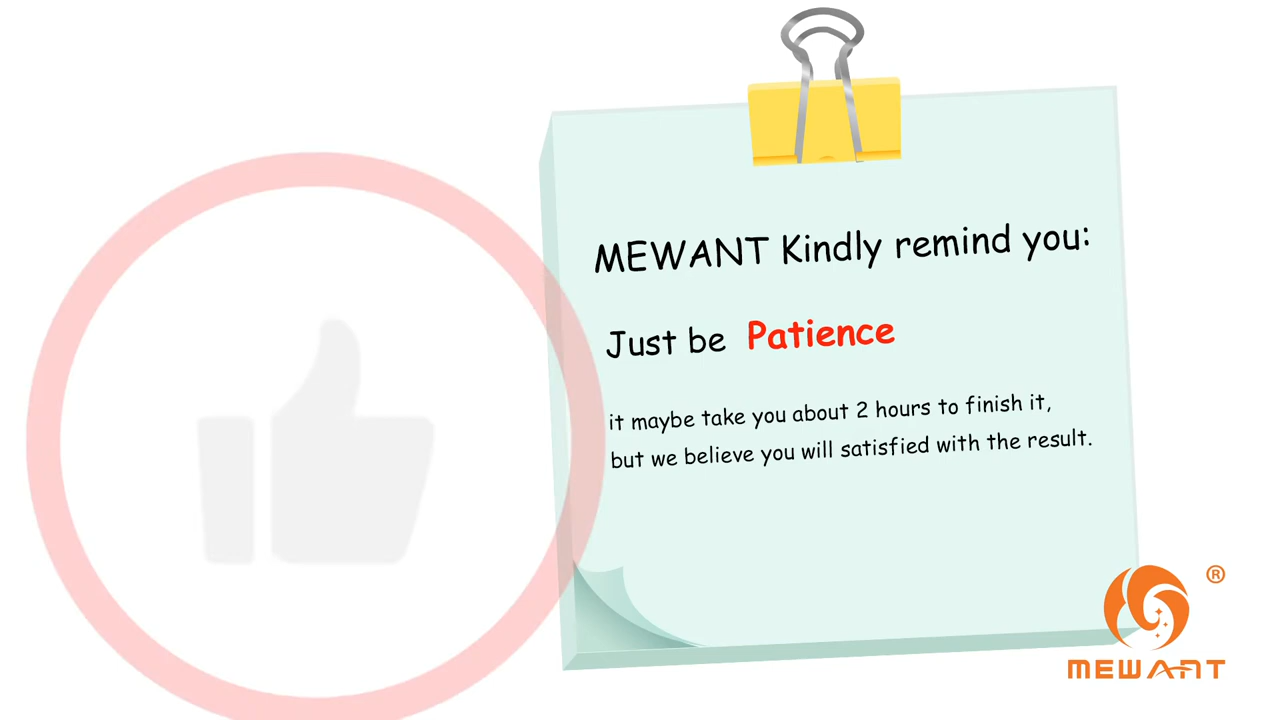 MEWANT Kindly remind you:
Just be Patience
it maybe take you about 2 hours to finish it,
but we believe you will satisfied with the result.
®
MEWANT